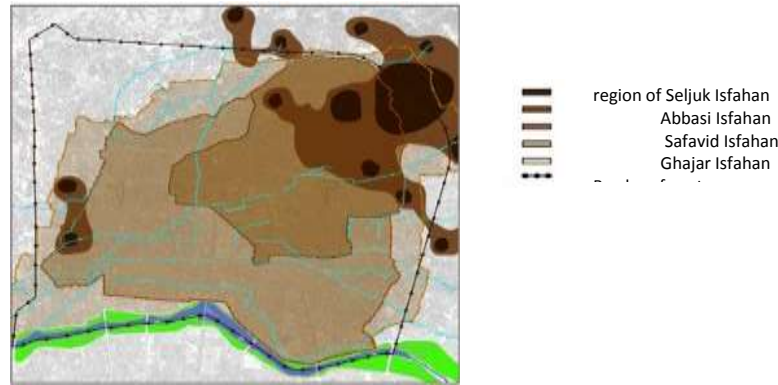 region of Seljuk Isfahan
Abbasi Isfahan
Safavid Isfahan
Ghajar Isfahan